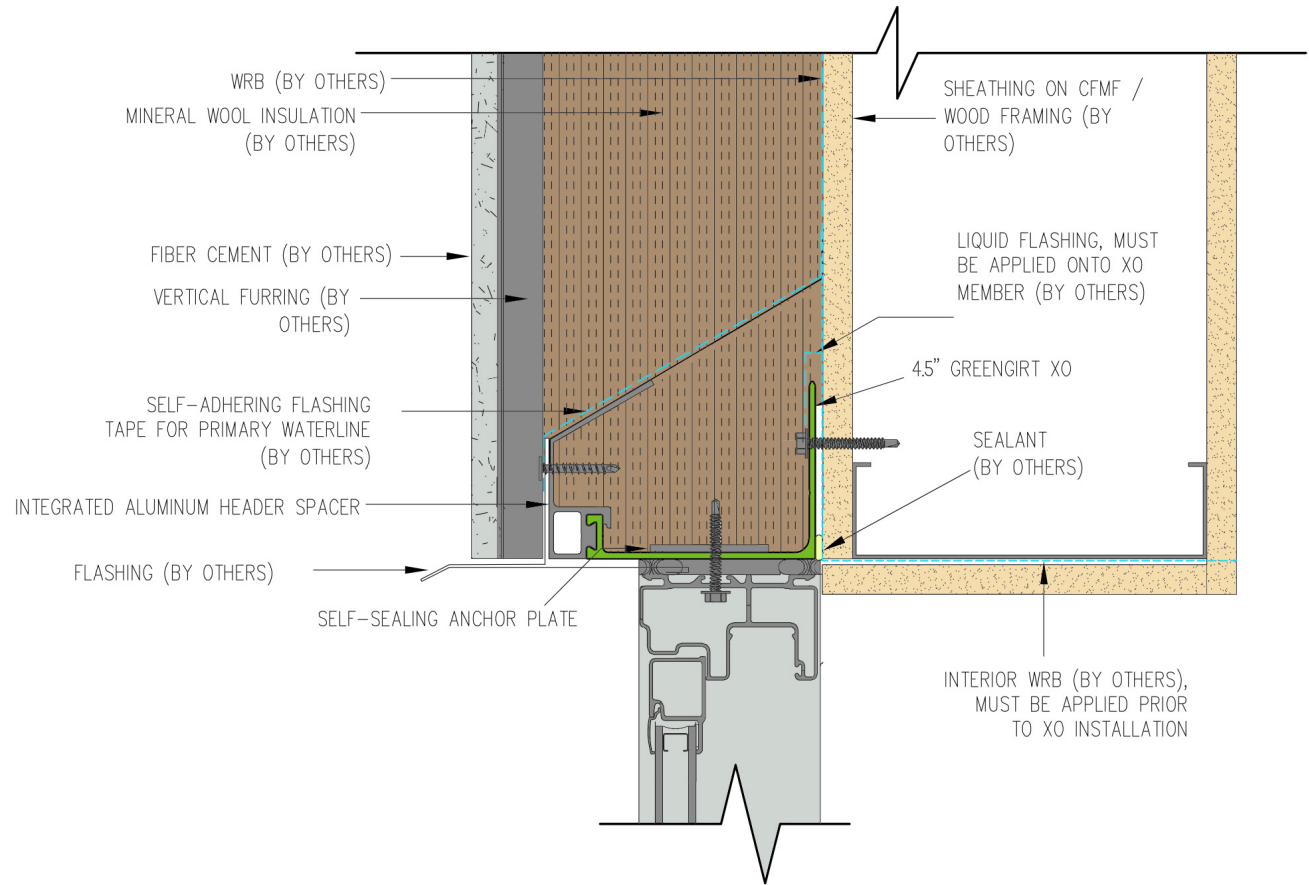 WRB (BY OTHERS)
MINERAL WOOL INSULATION
(BY OTHERS)
FIBER CEMENT (BY OTHERS)
VERTICAL FURRING (BY
OTHERS)
SELF-ADHERING FLASHING
TAPE FOR PRIMARY WATERLINE
(BY OTHERS)
INTEGRATED ALUMINUM HEADER SPACER
FLASHING (BY OTHERS)
SELF-SEALING ANCHOR PLATE
SHEATHING ON CFMF /
WOOD FRAMING (BY
OTHERS)
LIQUID FLASHING, MUST
BE APPLIED ONTO XO
MEMBER (BY OTHERS)
4.5" GREENGIRT XO
SEALANT
(BY OTHERS)
INTERIOR WRB (BY OTHERS),
MUST BE APPLIED PRIOR
TO XO INSTALLATION